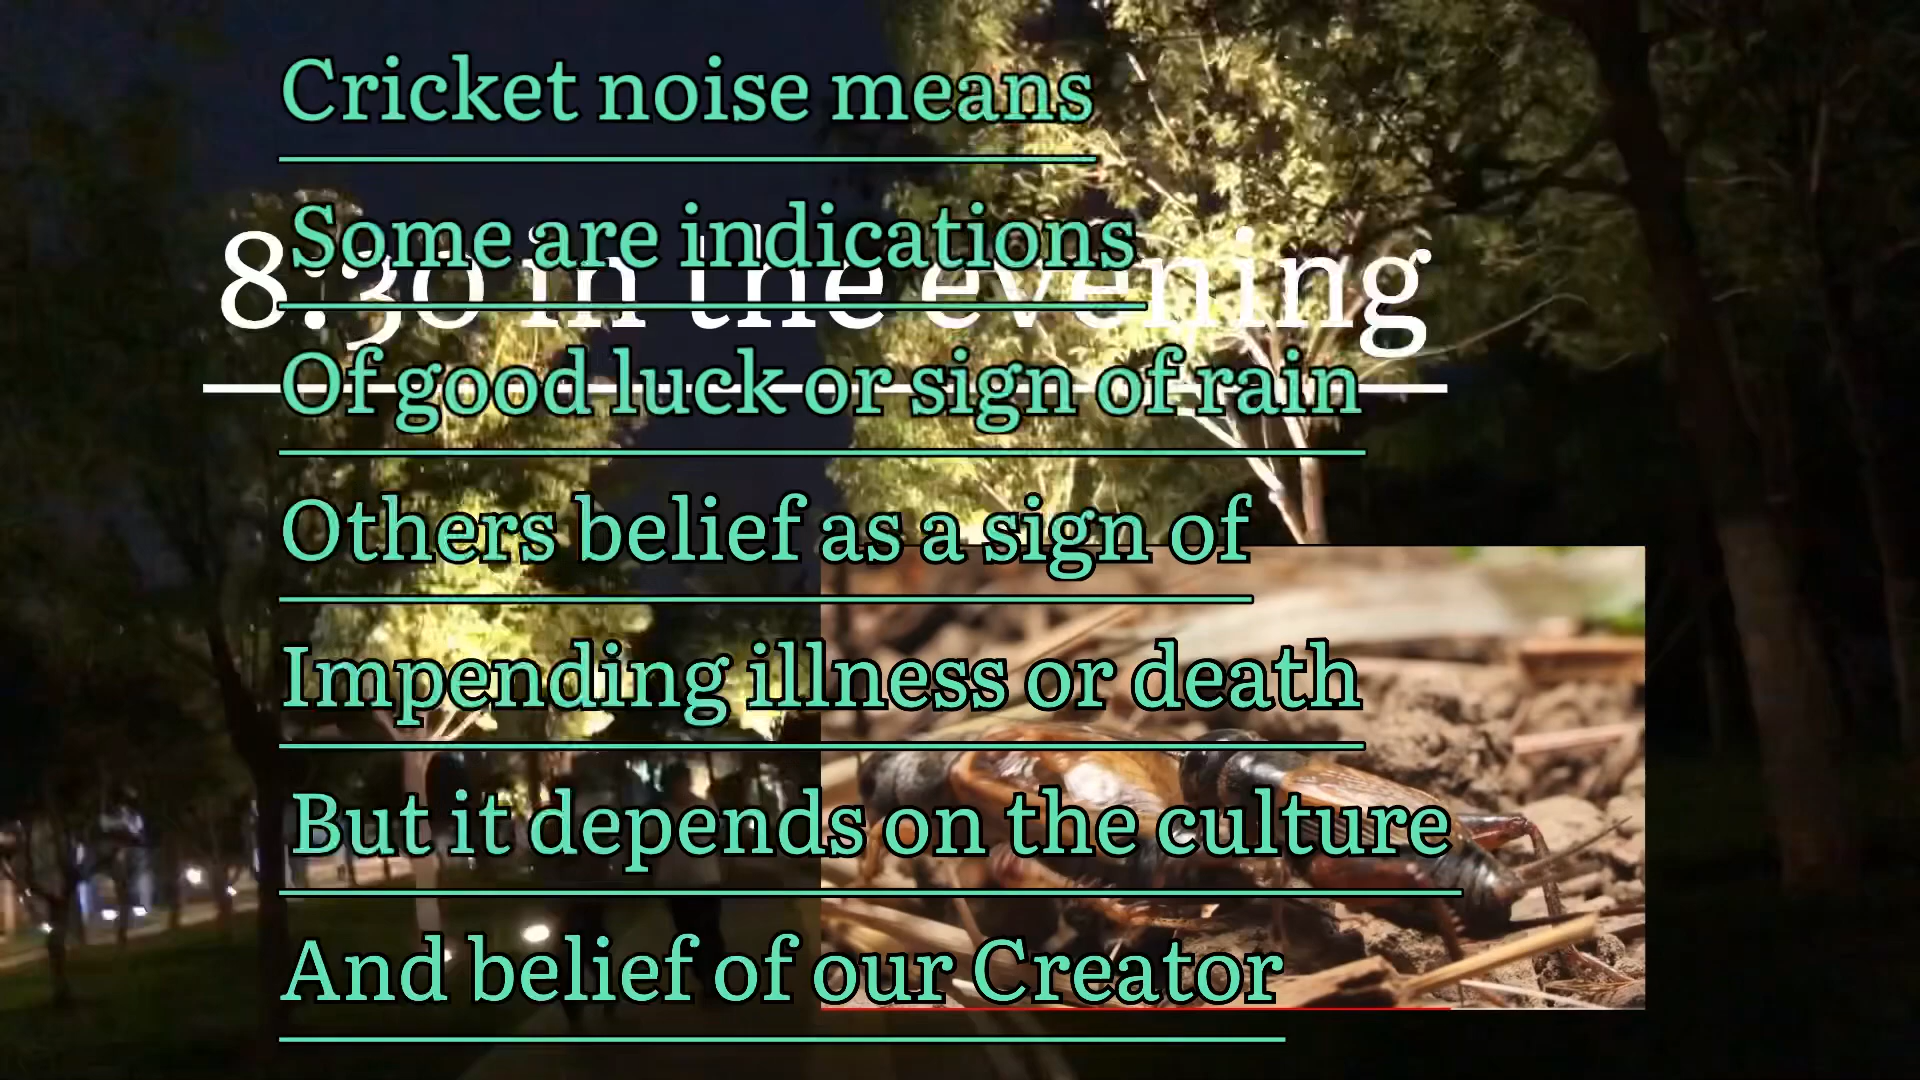 Cricket noise means
Some are indications
8:30 in the evening
Of good luck or sign of rain
Others belief as a sign of
Impending illness or death
But it depends on the culture
And belief of our Creator